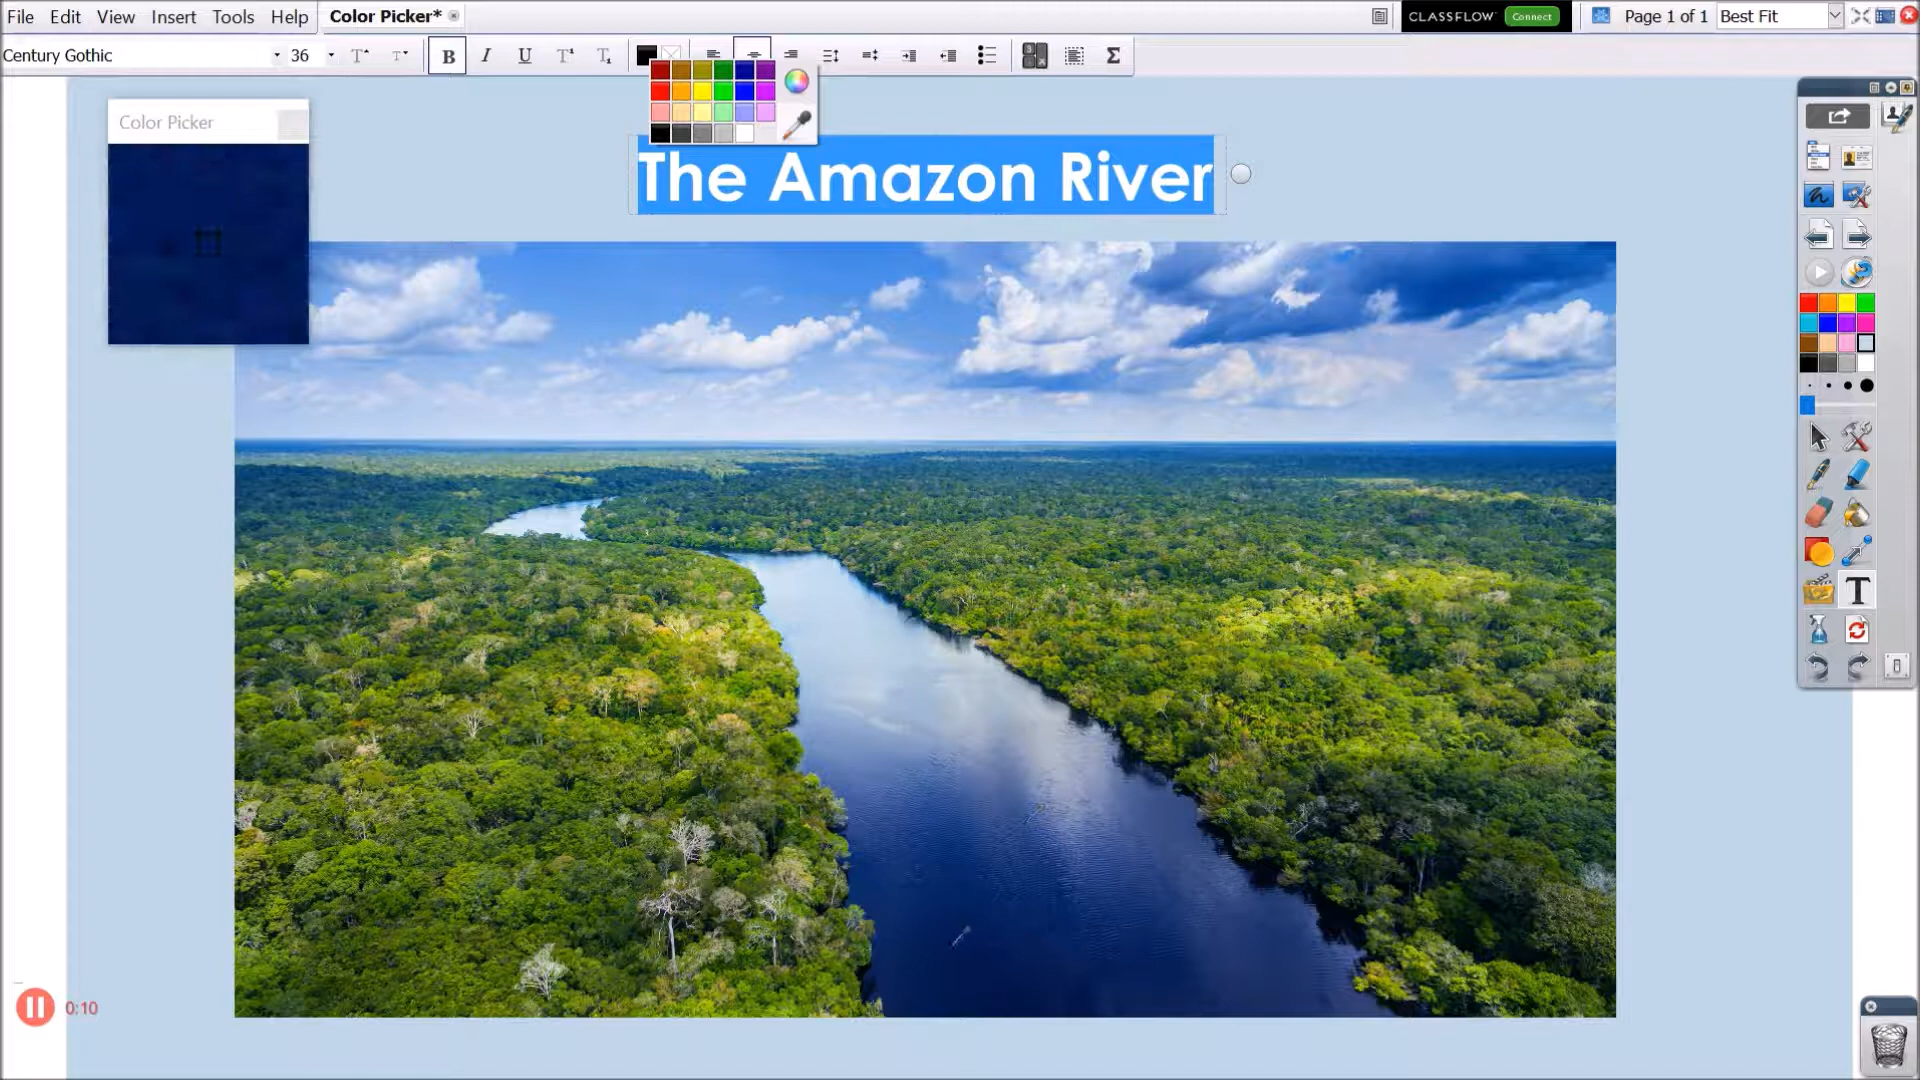 File Edit View Insert Tools Help Color Picker* CLASSFLOW Connect Page 1 of 1 Best Fit
Century Gothic 36 B I U Σ
Color Picker
The Amazon River
T
0:10